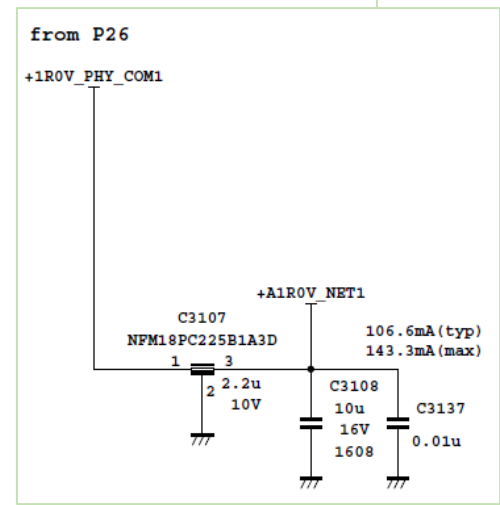 from P26
+1R0V_PHY_COM1
+A1R0V_NET1
C3107
NFM18PC225B1A3D
1 3
2 2.2u
10V
106.6mA(typ)
143.3mA(max)
C3108
10u
16V
1608
C3137
0.01u